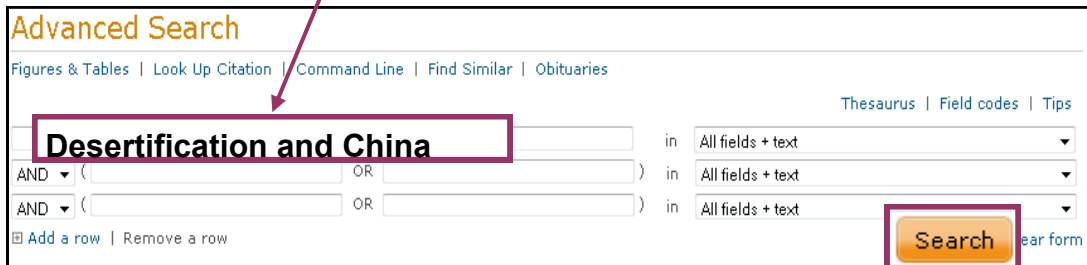 Advanced Search
Figures & Tables | Look Up Citation | Command Line | Find Similar | Obituaries
Thesaurus | Field codes | Tips
Desertification and China in All fields + text
AND ( OR ) in All fields + text
AND ( OR ) in All fields + text
Add a row | Remove a row Search ear form